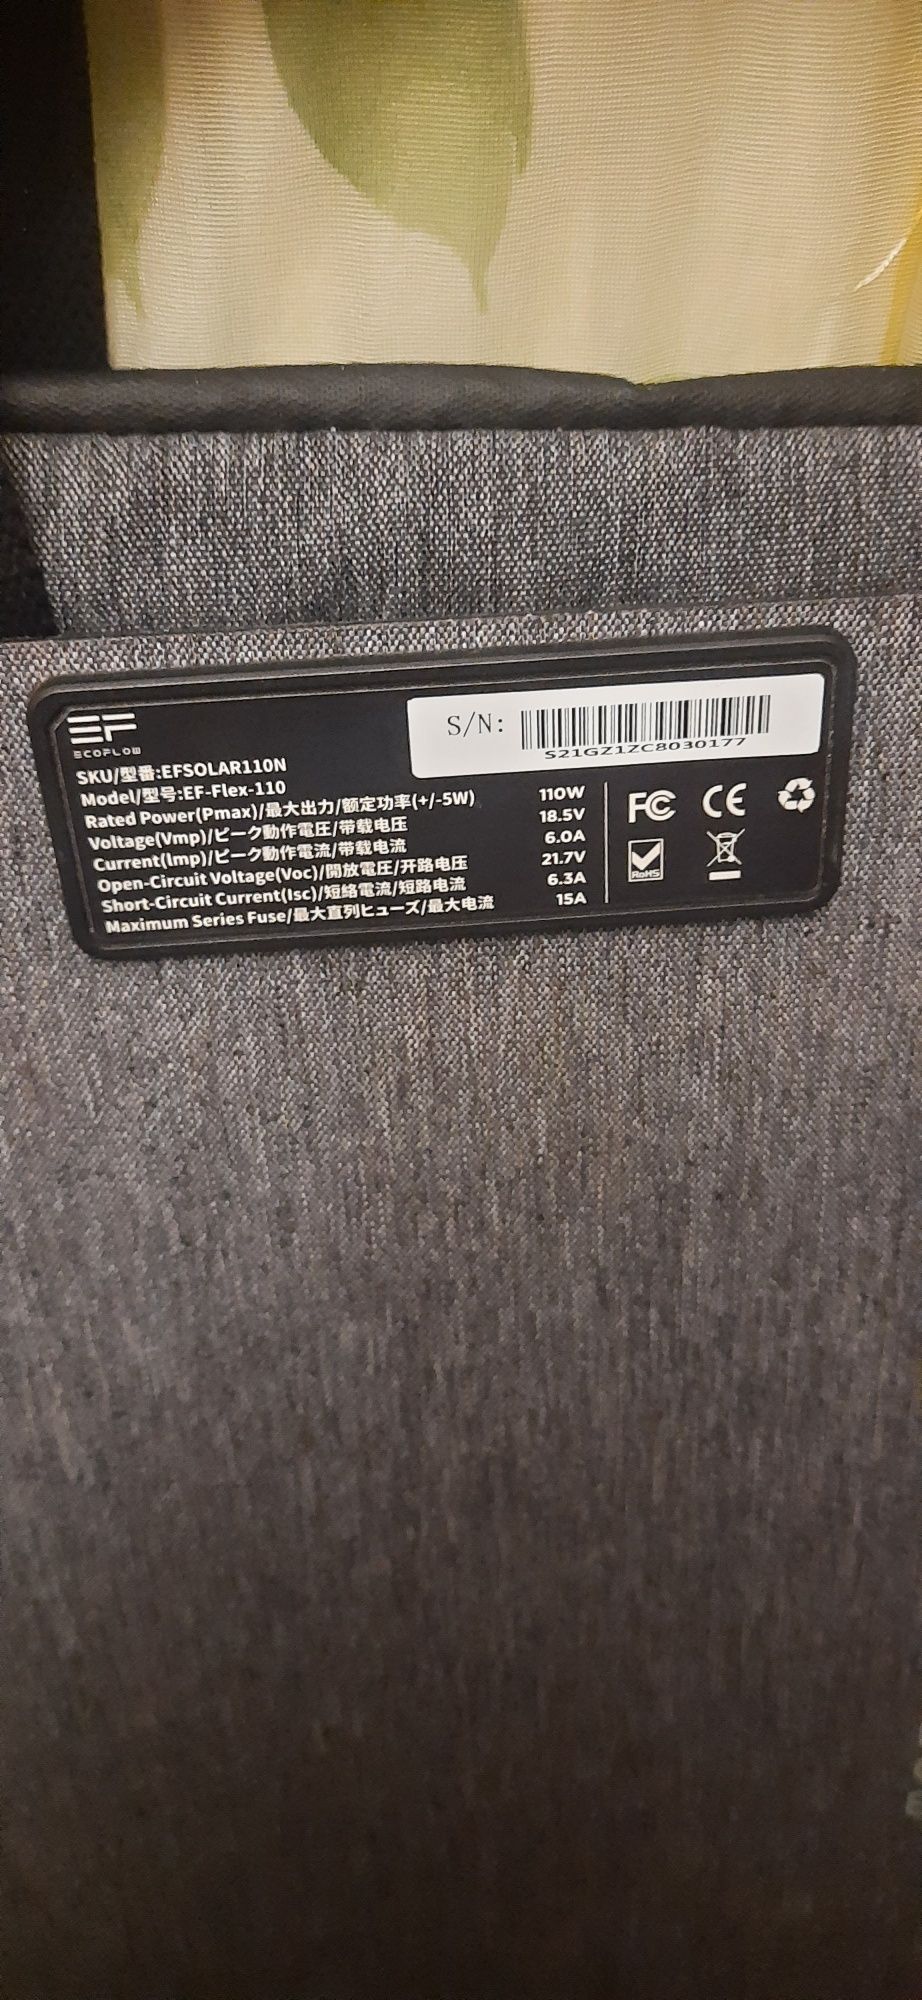 EF
ECOFLOW
S/N:
S21GZ1ZC8030177
SKU/型番:EFSOLAR110N
Model/型号:EF-Flex-110
Rated Power(Pmax)/最大出力/额定功率(+/-5W) 110W
Voltage(Vmp)/ピーク動作電圧/带载电压 18.5V
Current(Imp)/ピーク動作電流/带载电流 6.0A
Open-Circuit Voltage(Voc)/開放電圧/开路电压 21.7V
Short-Circuit Current(Isc)/短絡電流/短路电流 6.3A
Maximum Series Fuse/最大直列ヒューズ/最大电流 15A
FC CE
RoHS